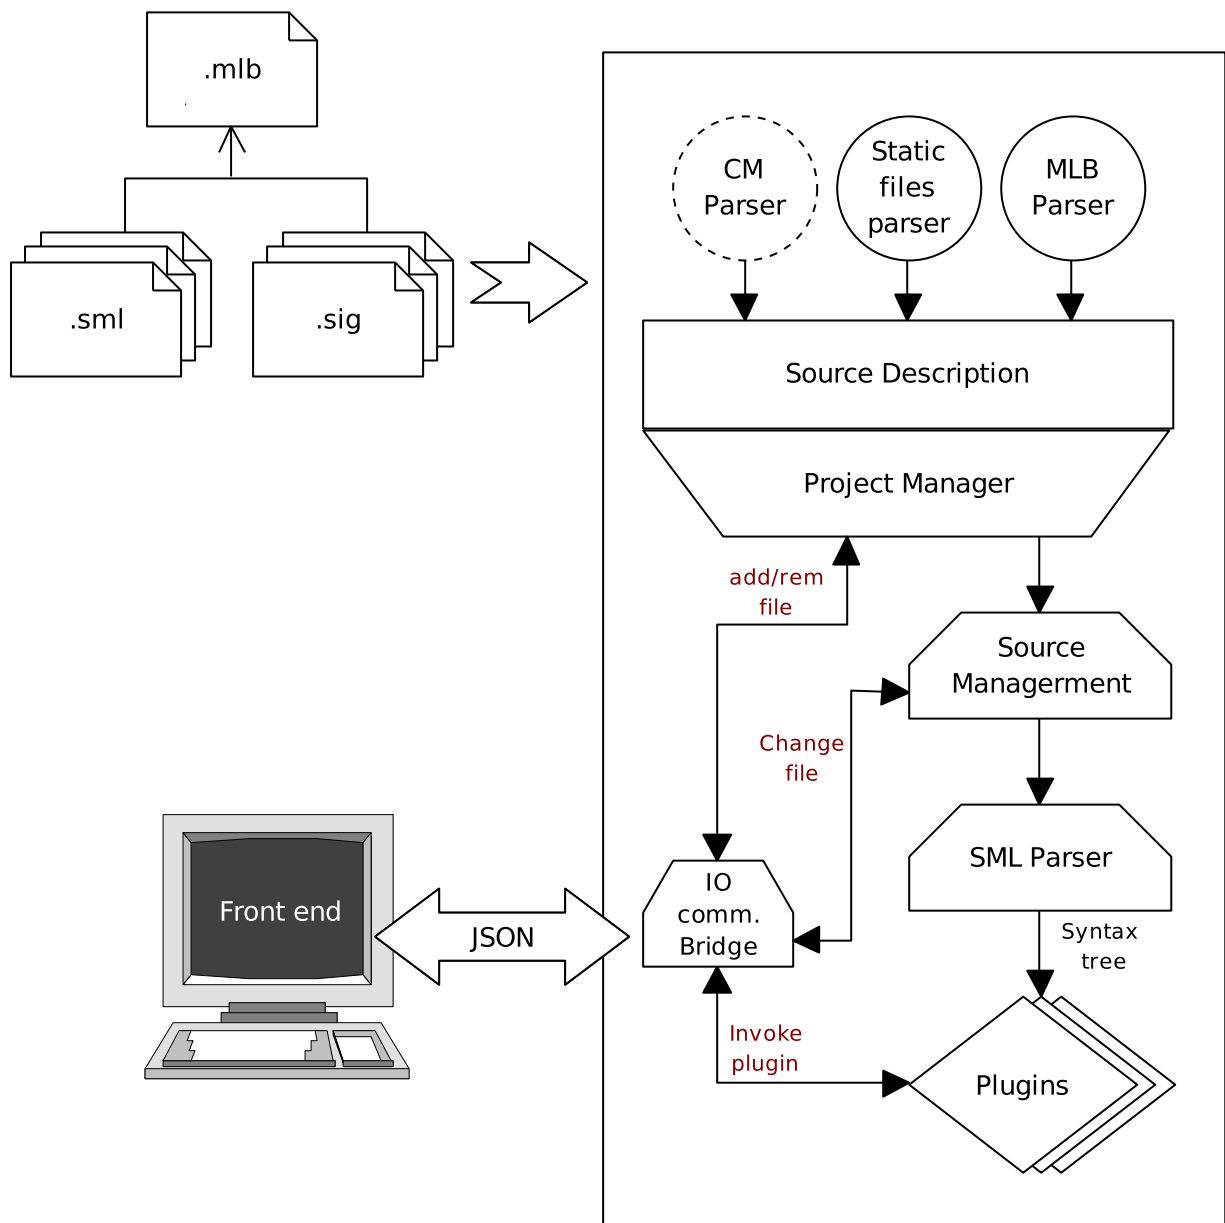 .mlb
.sml
.sig
CM
Parser
Static
files
parser
MLB
Parser
Source Description
Project Manager
add/rem
file
Source
Managerment
Change
file
SML Parser
IO
comm.
Bridge
Front end
JSON
Syntax
tree
Invoke
plugin
Plugins